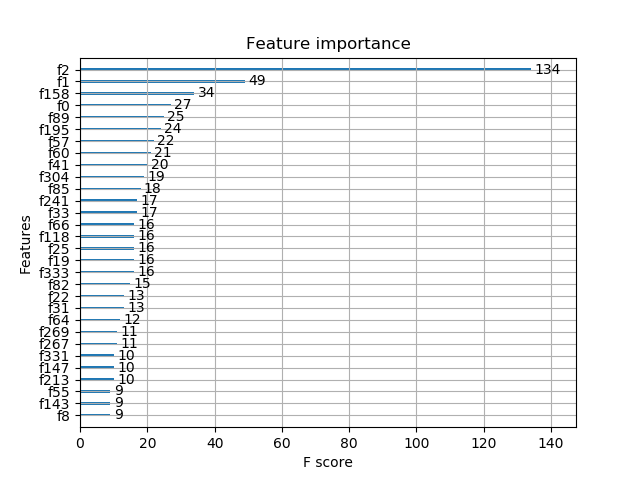 Feature importance
Features
f2 134
f1 49
f158 34
f0 27
f89 25
f195 24
f57 22
f60 21
f41 20
f304 19
f85 18
f241 17
f33 17
f66 16
f118 16
f25 16
f19 16
f333 16
f82 15
f22 13
f31 13
f64 12
f269 11
f267 11
f331 10
f147 10
f213 10
f55 9
f143 9
f8 9
0 20 40 60 80 100 120 140
F score